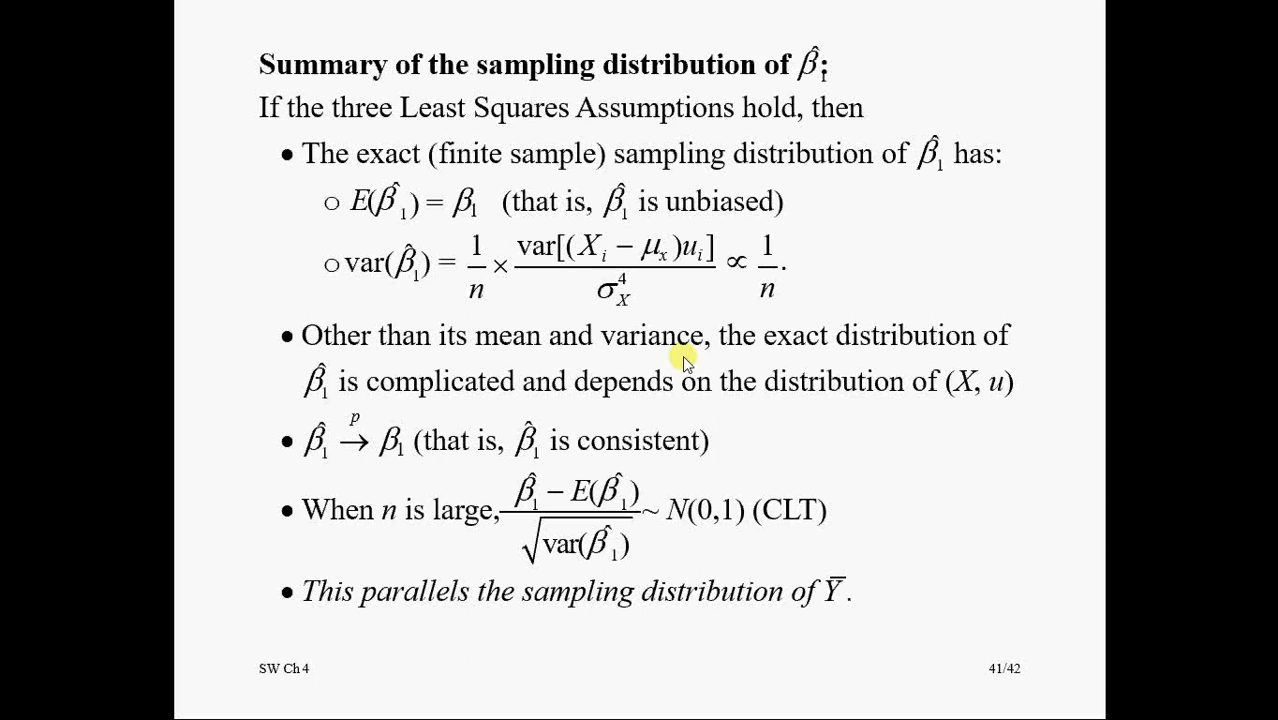 Summary of the sampling distribution of β̂₁:
If the three Least Squares Assumptions hold, then
• The exact (finite sample) sampling distribution of β̂₁ has:
○ E(β̂₁) = β₁ (that is, β̂₁ is unbiased)
○ var(β̂₁) = 1/n × var[(Xᵢ − μₓ)uᵢ]/σ⁴_X ∝ 1/n.
• Other than its mean and variance, the exact distribution of
β̂₁ is complicated and depends on the distribution of (X, u)
• β̂₁ →ᵖ β₁ (that is, β̂₁ is consistent)
• When n is large, (β̂₁ − E(β̂₁))/√var(β̂₁) ~ N(0,1) (CLT)
• This parallels the sampling distribution of Ȳ.
SW Ch 4 41/42